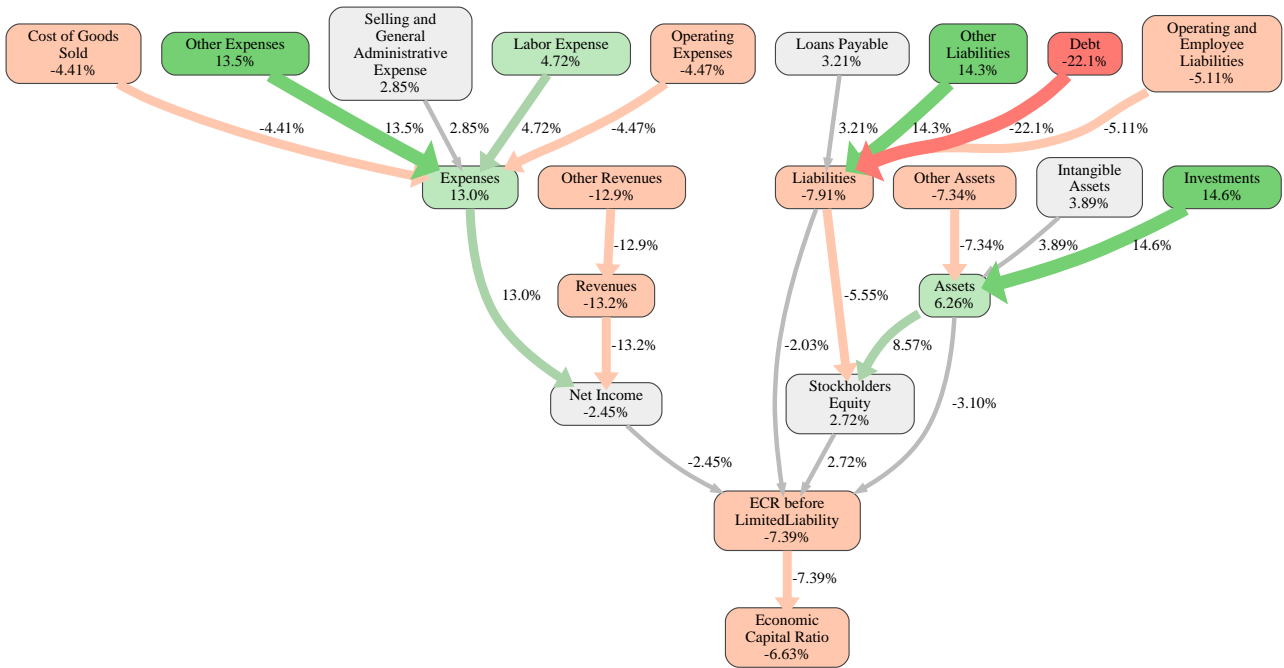 Cost of Goods
Sold
-4.41%
Other Expenses
13.5%
Selling and
General
Administrative
Expense
2.85%
Labor Expense
4.72%
Operating
Expenses
-4.47%
Loans Payable
3.21%
Other
Liabilities
14.3%
Debt
-22.1%
Operating and
Employee
Liabilities
-5.11%
-4.41%
13.5%
2.85%
4.72%
-4.47%
3.21%
14.3%
-22.1%
-5.11%
Expenses
13.0%
Other Revenues
-12.9%
Liabilities
-7.91%
Other Assets
-7.34%
Intangible
Assets
3.89%
Investments
14.6%
-12.9%
-7.34%
3.89%
14.6%
13.0%
Revenues
-13.2%
-5.55%
Assets
6.26%
-13.2%
-2.03%
8.57%
Net Income
-2.45%
Stockholders
Equity
2.72%
-3.10%
-2.45%
2.72%
ECR before
LimitedLiability
-7.39%
-7.39%
Economic
Capital Ratio
-6.63%